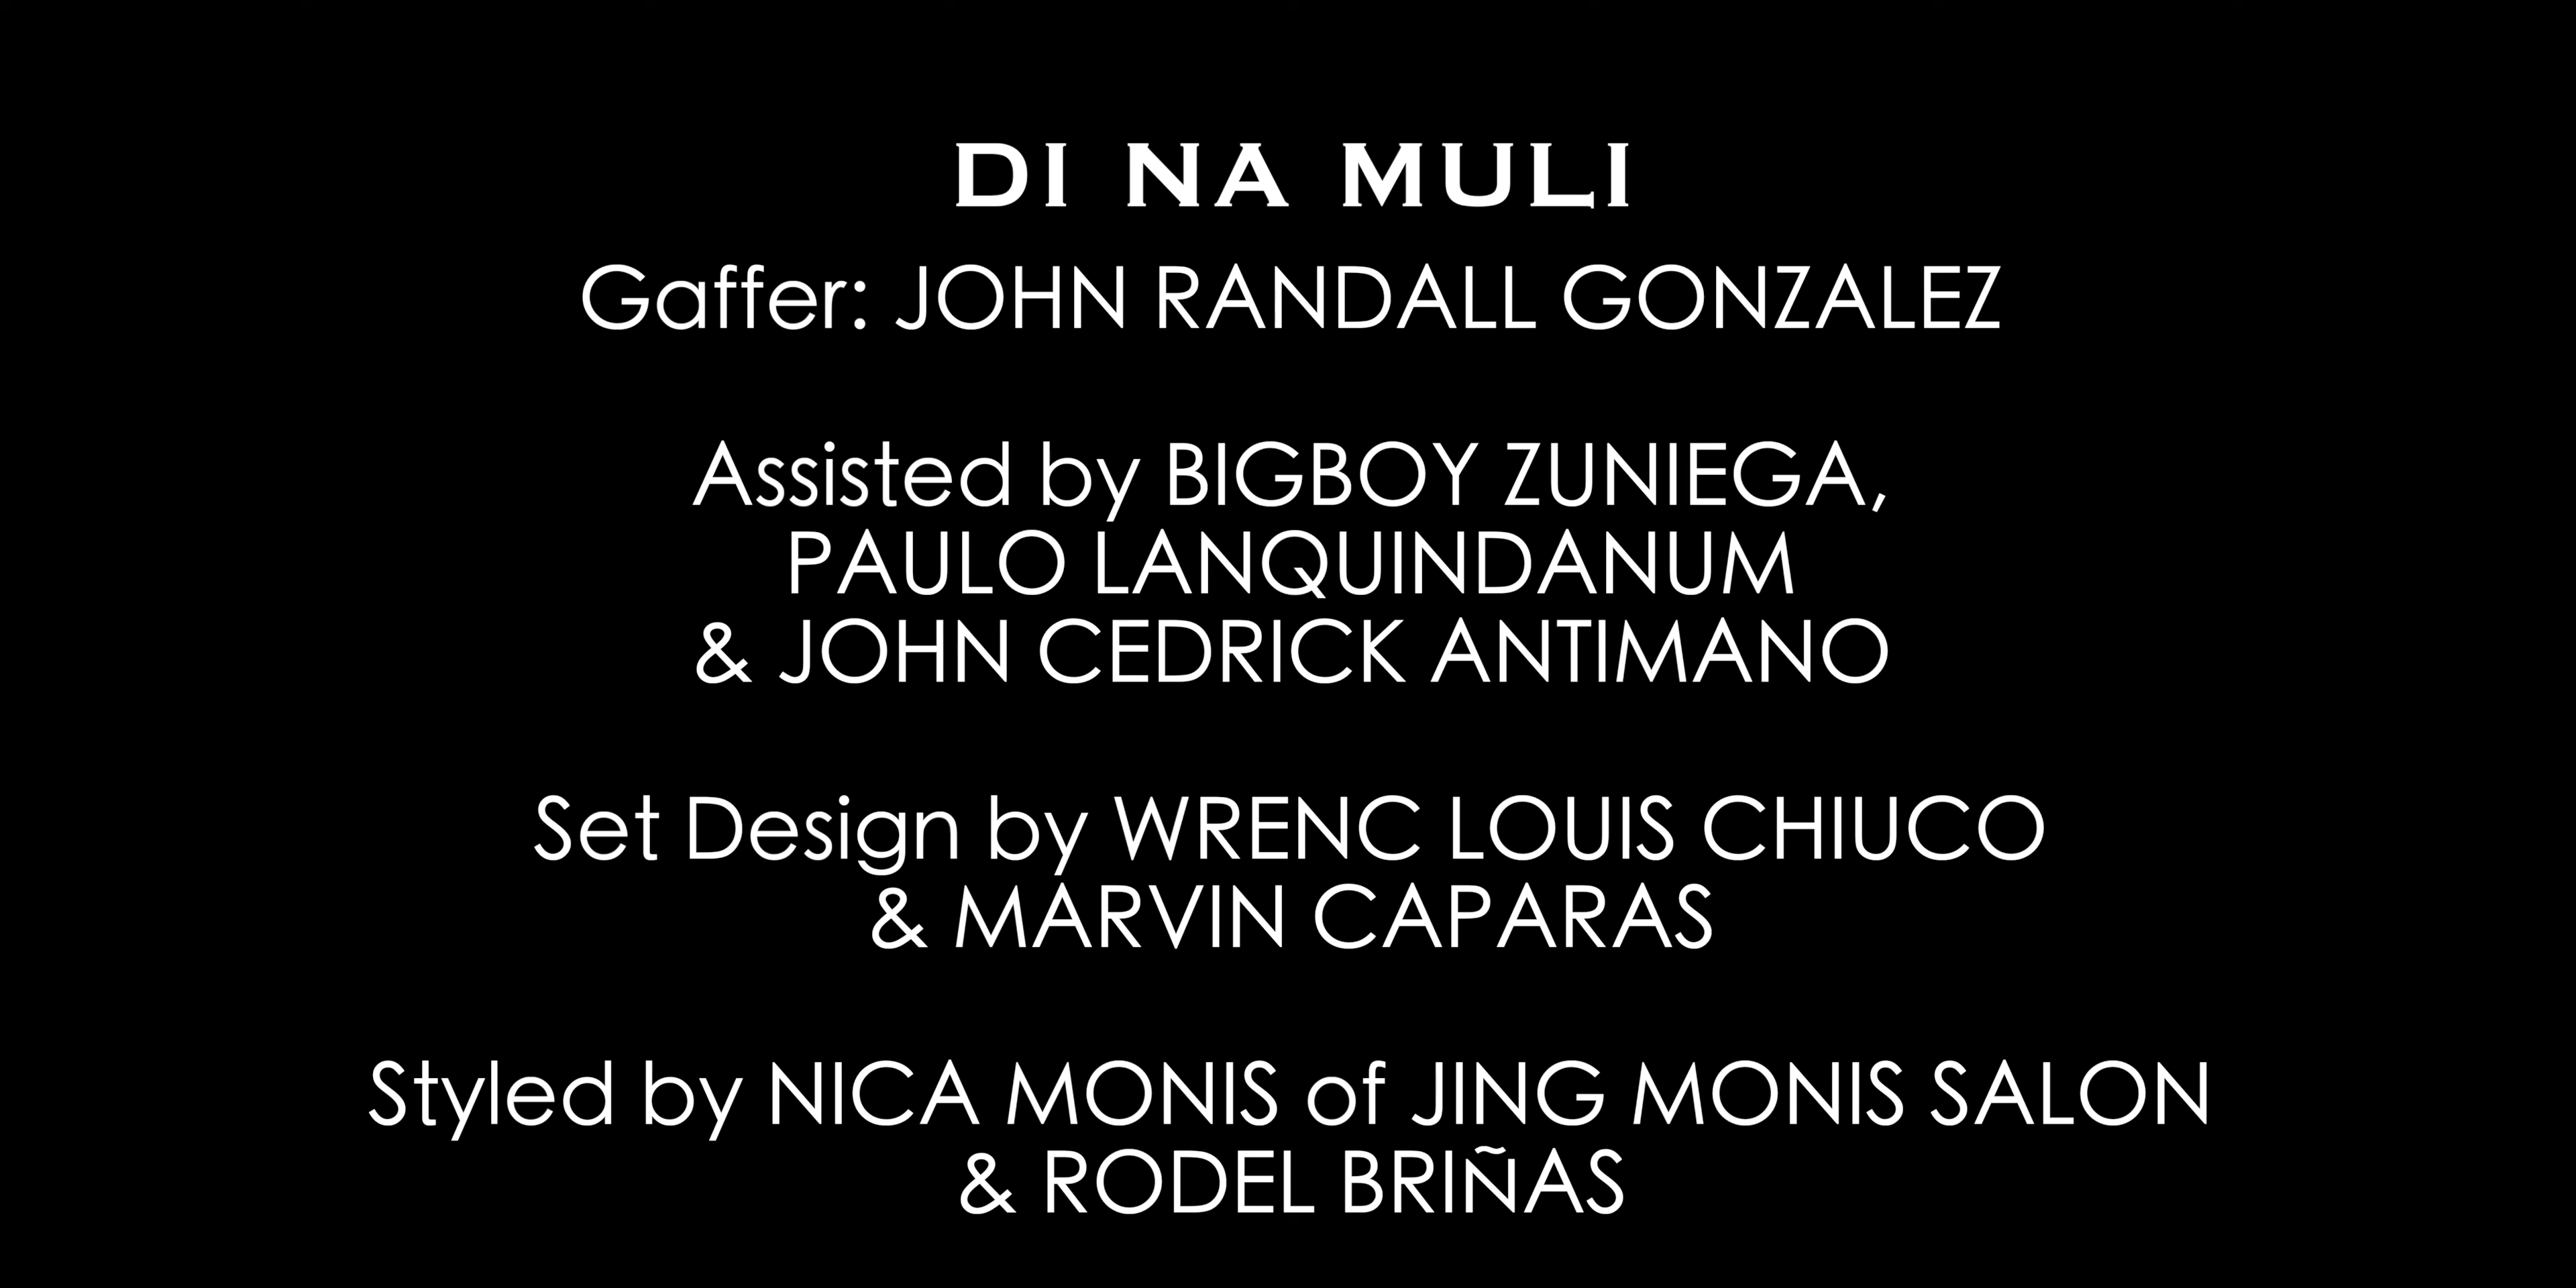 DI NA MULI
Gaffer: JOHN RANDALL GONZALEZ
Assisted by BIGBOY ZUNIEGA,
PAULO LANQUINDANUM
& JOHN CEDRICK ANTIMANO
Set Design by WRENC LOUIS CHIUCO
& MARVIN CAPARAS
Styled by NICA MONIS of JING MONIS SALON
& RODEL BRIÑAS